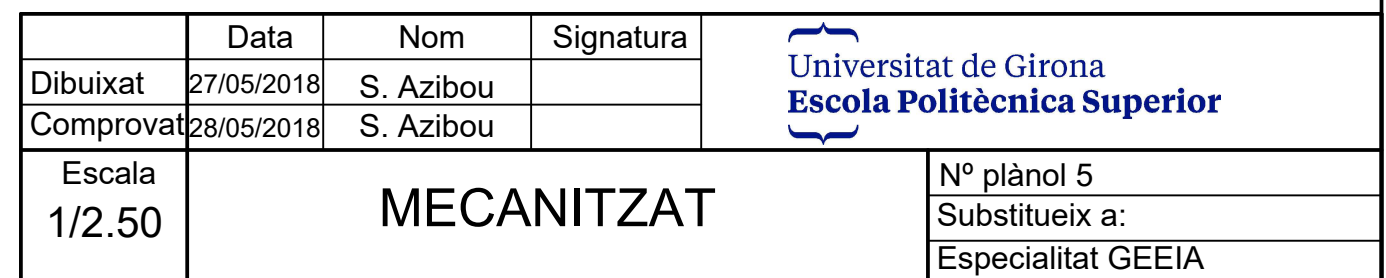 Data Nom Signatura
Dibuixat 27/05/2018 S. Azibou
Comprovat 28/05/2018 S. Azibou
Universitat de Girona
Escola Politècnica Superior
Escala
1/2.50
MECANITZAT
Nº plànol 5
Substitueix a:
Especialitat GEEIA